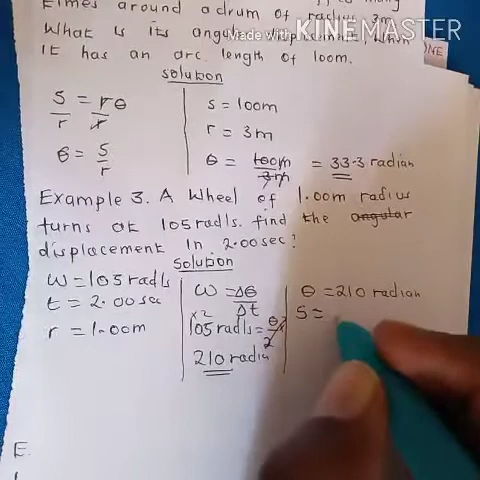 times around a drum of radius 3m
What is its angular displacement, when
it has an arc length of 100m.
Made with KINEMASTER
solution
S = rθ
r r
θ = S
r
S = 100m
r = 3m
θ = 100m = 33.3 radian
3m
Example 3. A wheel of 1.00m radius
turns at 105rad/s. find the angular
displacement in 2.00sec?
solution
W = 105rad/s
t = 2.00sec
r = 1.00m
W = Δθ
Δt
x2
105rad/s = θ
2
210 radian
θ = 210 radian
S =
E.